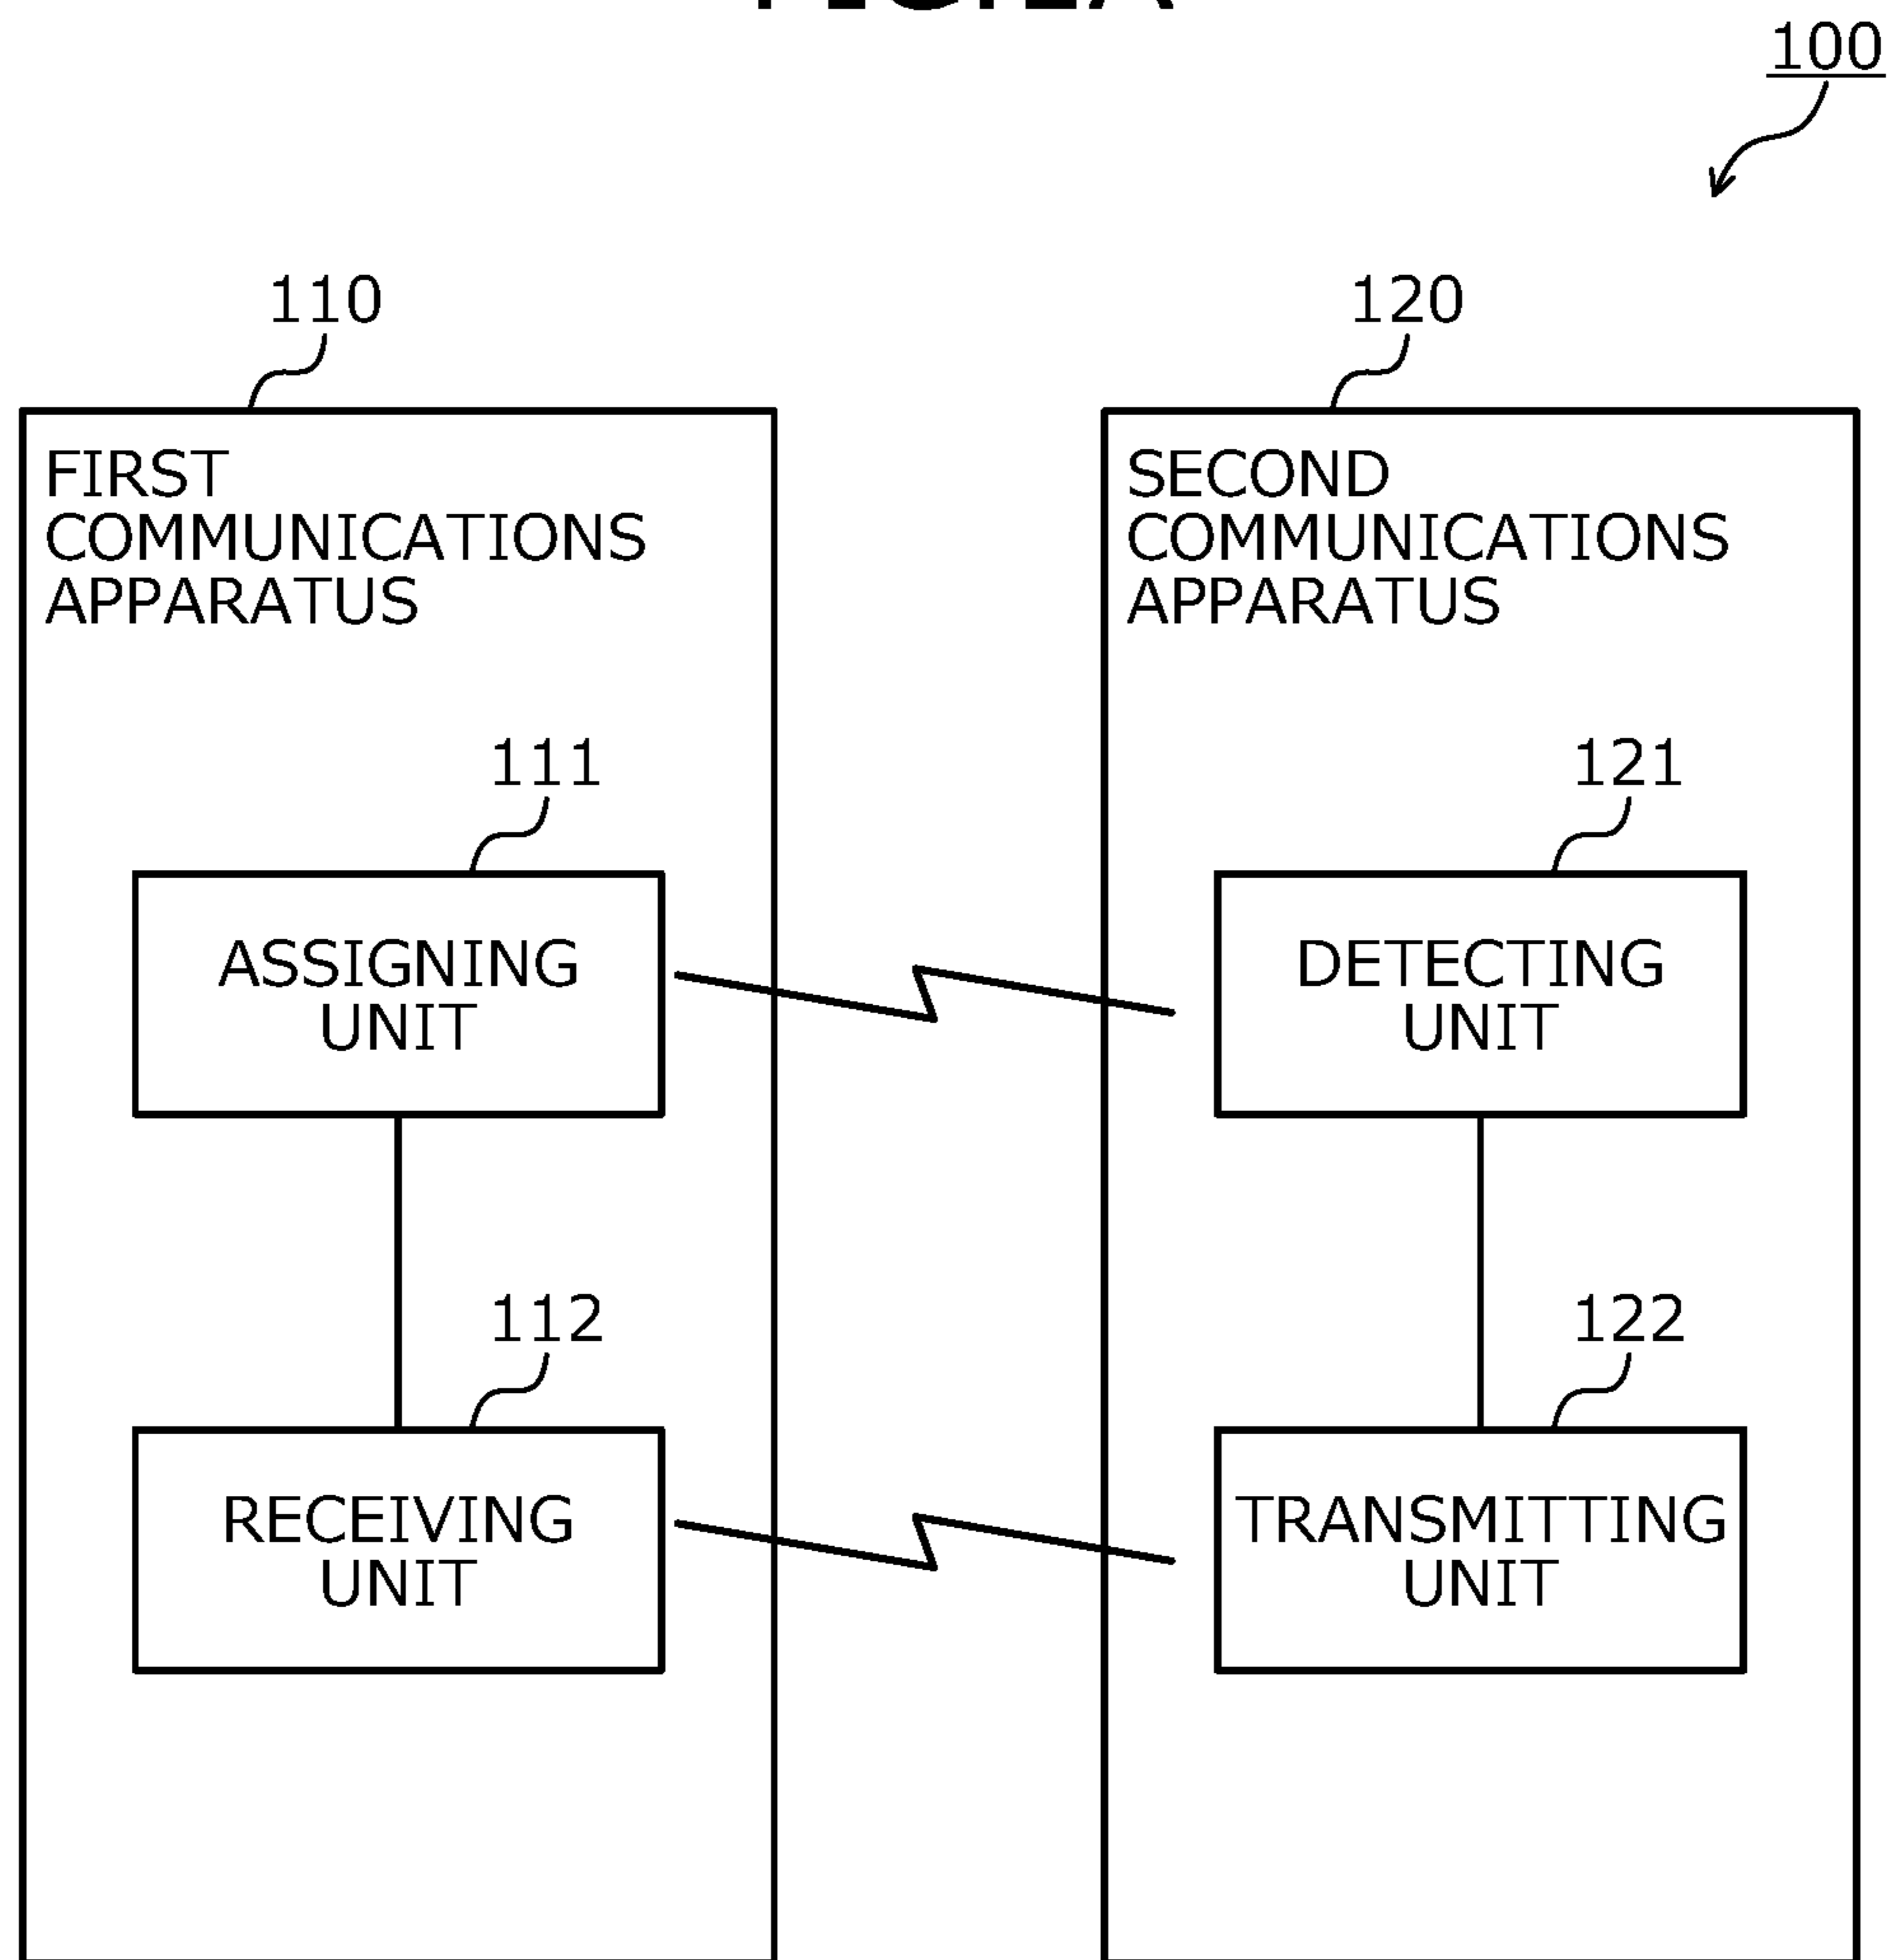 100
110
120
FIRST
COMMUNICATIONS
APPARATUS
SECOND
COMMUNICATIONS
APPARATUS
111
121
ASSIGNING
UNIT
DETECTING
UNIT
112
122
RECEIVING
UNIT
TRANSMITTING
UNIT